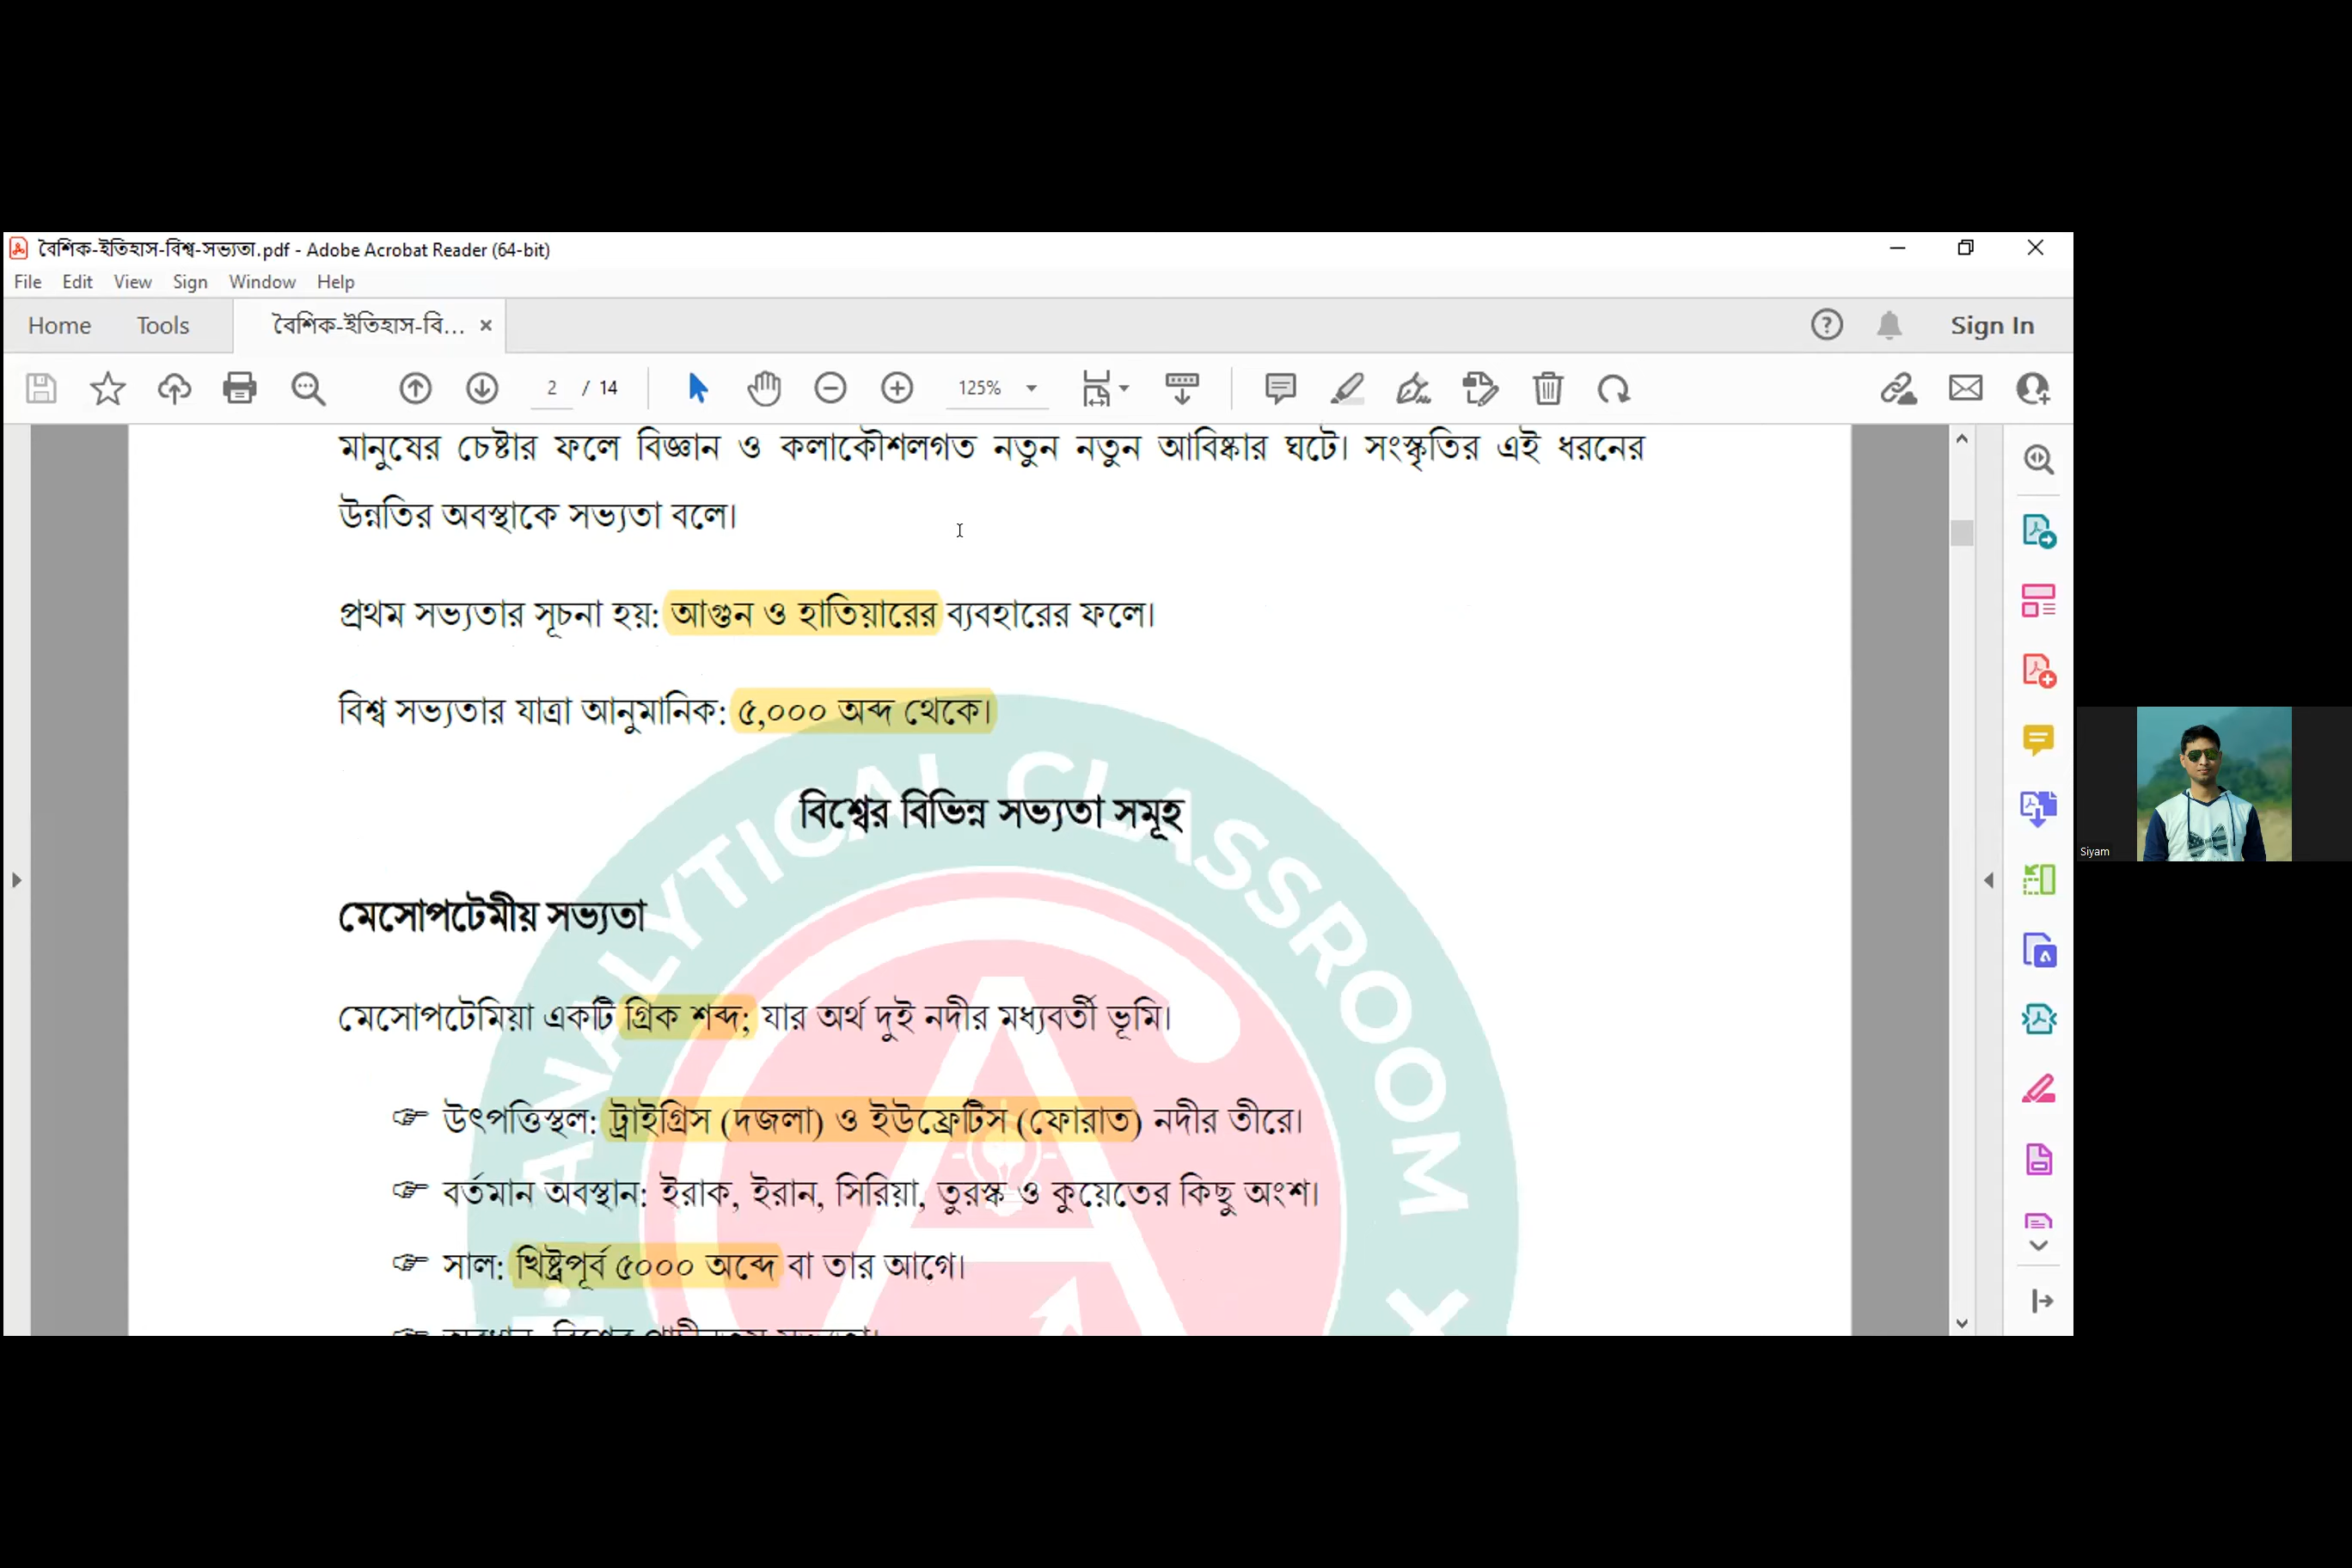 বৈশিক-ইতিহাস-বিশ্ব-সভ্যতা.pdf - Adobe Acrobat Reader (64-bit)
File Edit View Sign Window Help
Home Tools বৈশিক-ইতিহাস-বি... × Sign In
2 / 14 125%
মানুষের চেষ্টার ফলে বিজ্ঞান ও কলাকৌশলগত নতুন নতুন আবিষ্কার ঘটে। সংস্কৃতির এই ধরনের
উন্নতির অবস্থাকে সভ্যতা বলে।
প্রথম সভ্যতার সূচনা হয়: আগুন ও হাতিয়ারের ব্যবহারের ফলে।
বিশ্ব সভ্যতার যাত্রা আনুমানিক: ৫,০০০ অব্দ থেকে।
বিশ্বের বিভিন্ন সভ্যতা সমূহ
মেসোপটেমীয় সভ্যতা
মেসোপটেমিয়া একটি গ্রিক শব্দ; যার অর্থ দুই নদীর মধ্যবর্তী ভূমি।
উৎপত্তিস্থল: ট্রাইগ্রিস (দজলা) ও ইউফ্রেটিস (ফোরাত) নদীর তীরে।
বর্তমান অবস্থান: ইরাক, ইরান, সিরিয়া, তুরস্ক ও কুয়েতের কিছু অংশ।
সাল: খিষ্ট্রপূর্ব ৫০০০ অব্দে বা তার আগে।
ANALYTICAL CLASSROOM
Siyam